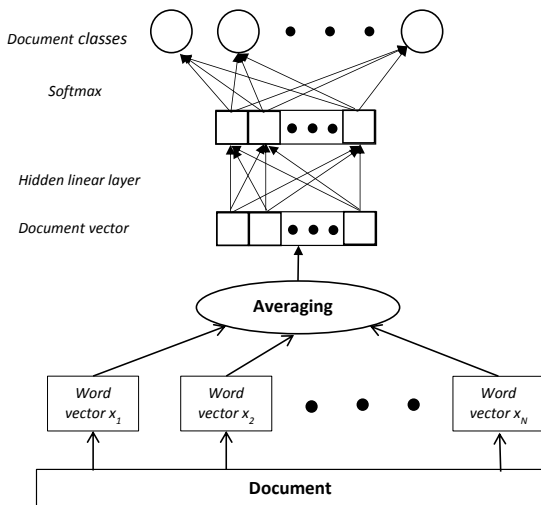 Document classes
Softmax
Hidden linear layer
Document vector
Averaging
Word
vector x1
Word
vector x2
Word
vector xN
Document